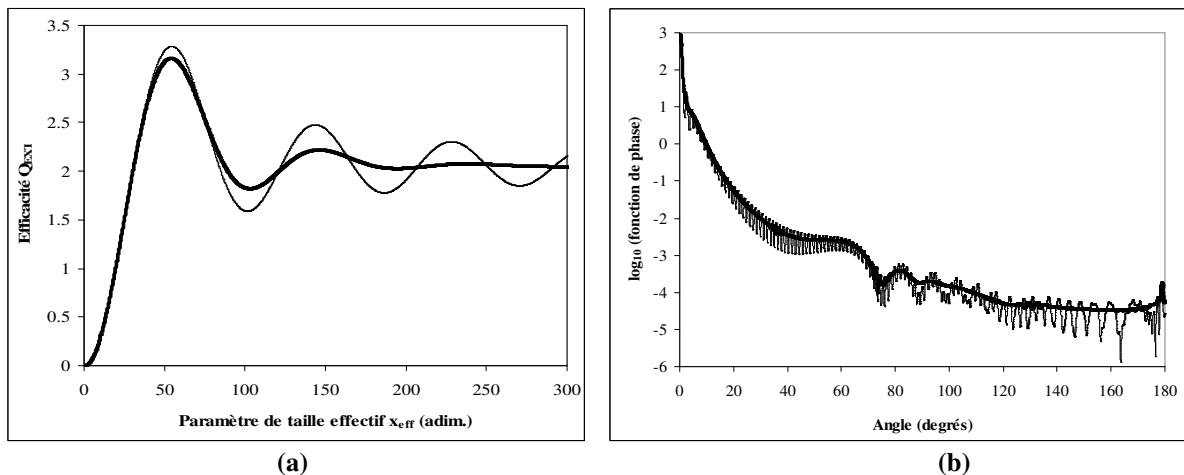 3.5
3
2.5
2
1.5
1
0.5
0
Efficacité Q_EXT
0 50 100 150 200 250 300
Paramètre de taille effectif x_eff (adim.)
(a)
3
2
1
0
-1
-2
-3
-4
-5
-6
log₁₀ (fonction de phase)
0 20 40 60 80 100 120 140 160 180
Angle (degrés)
(b)